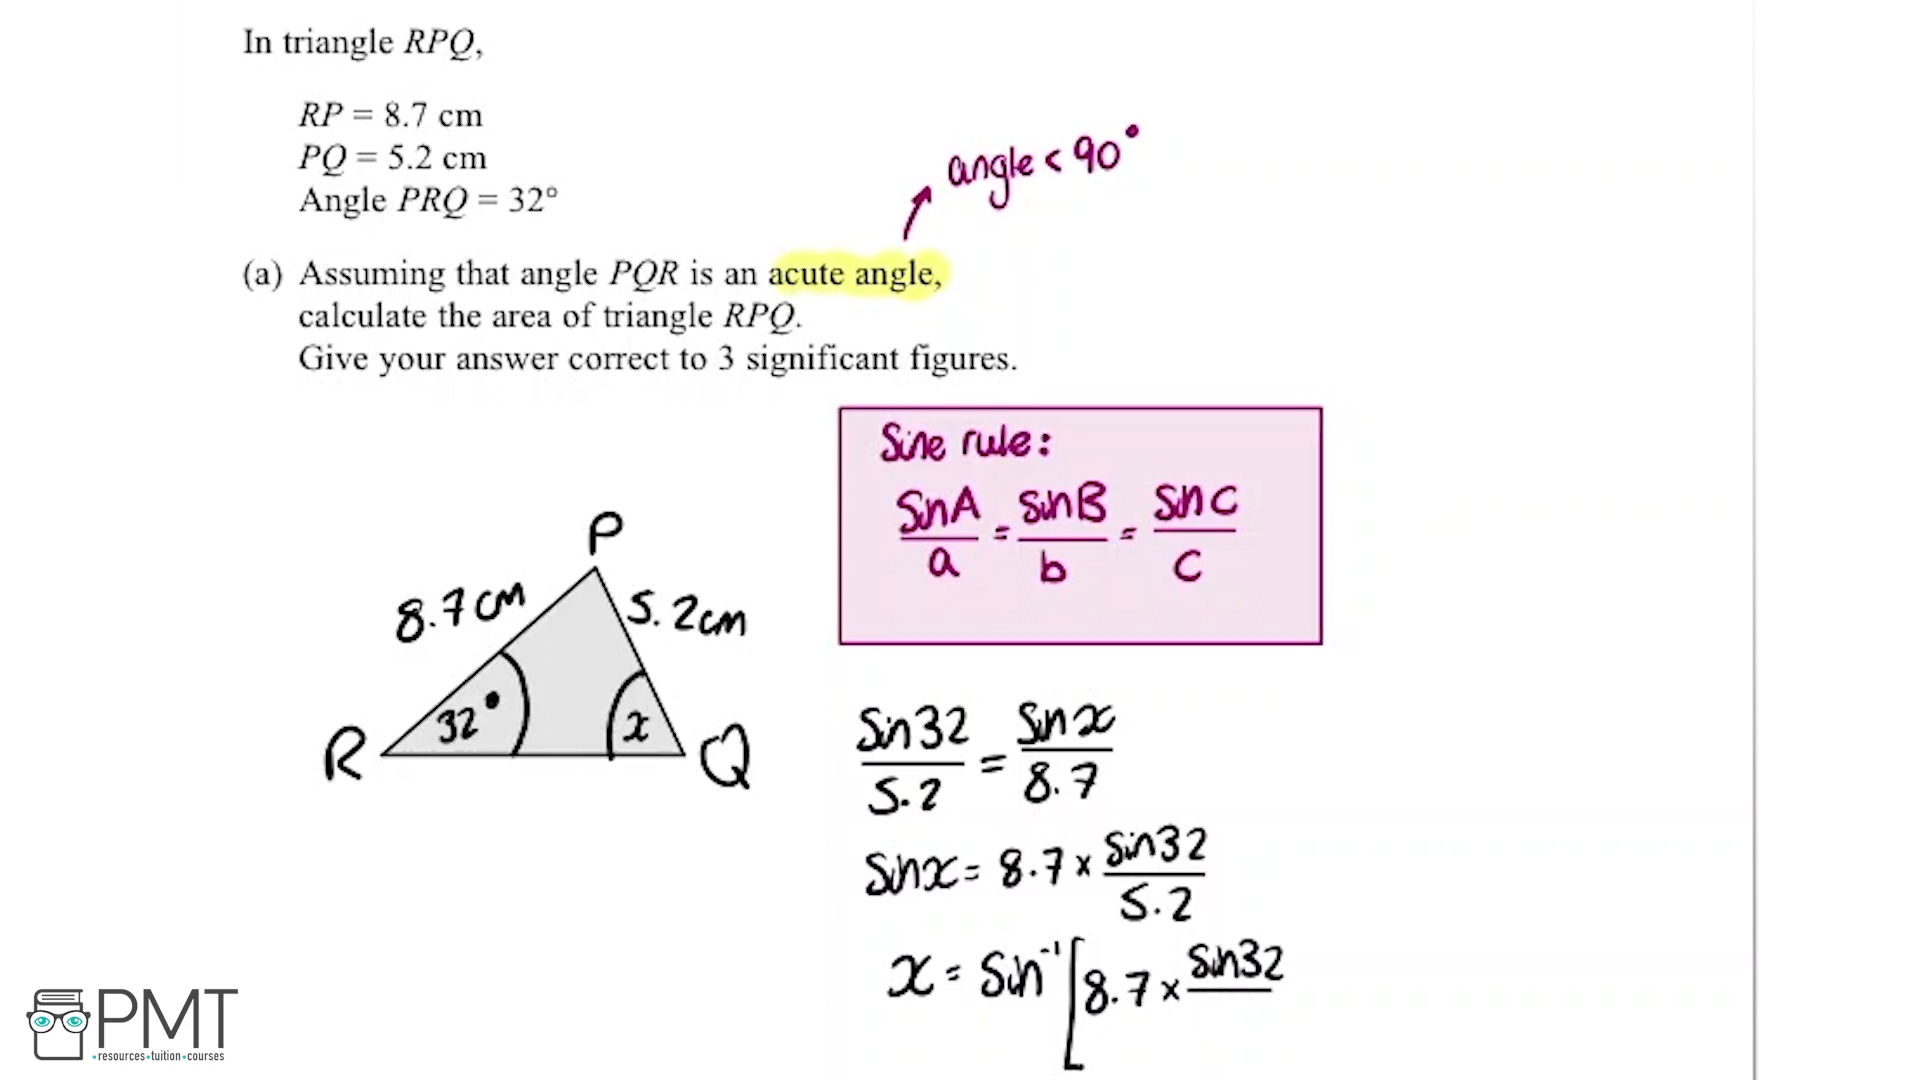 In triangle RPQ,
RP = 8.7 cm
PQ = 5.2 cm
Angle PRQ = 32°
angle < 90°
(a) Assuming that angle PQR is an acute angle,
calculate the area of triangle RPQ.
Give your answer correct to 3 significant figures.
Sine rule:
sinA/a = sinB/b = sinC/c
P
8.7cm
5.2cm
32°
x
R
Q
sin32/5.2 = sinx/8.7
sinx = 8.7 × sin32/5.2
x = sin⁻¹[8.7 × sin32
PMT
•resources•tuition•courses